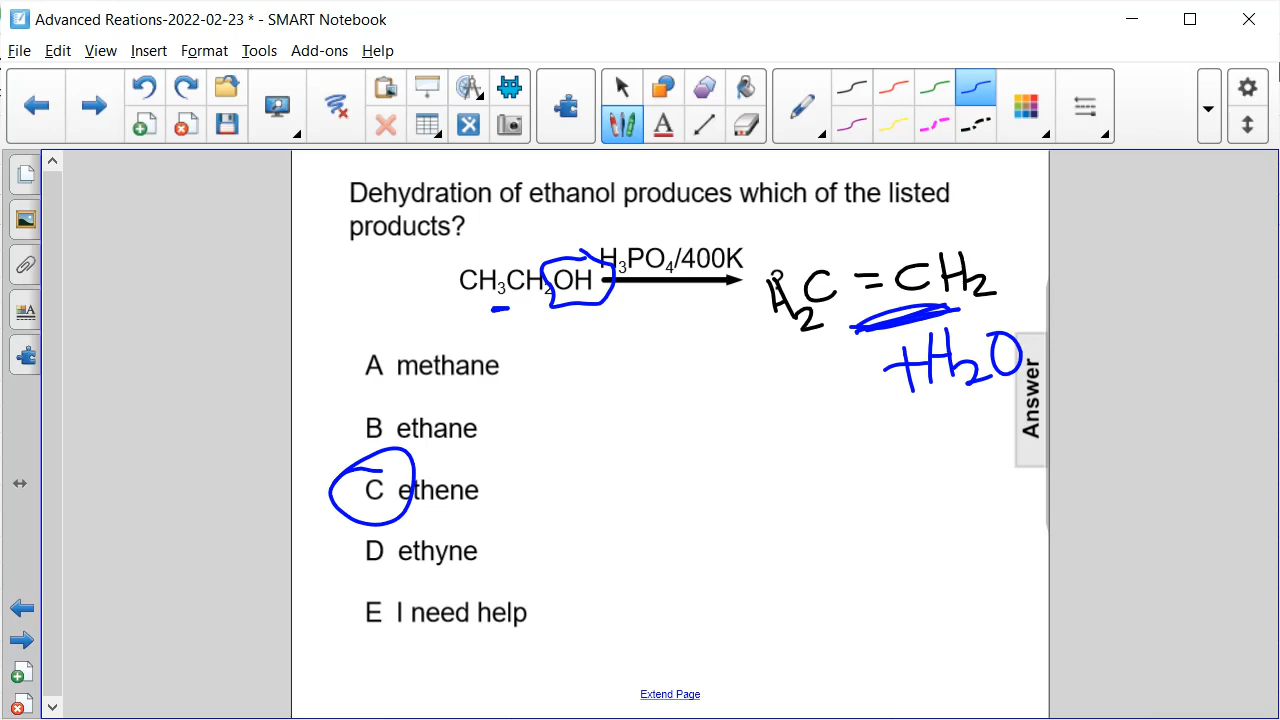 Advanced Reations-2022-02-23 * - SMART Notebook
File Edit View Insert Format Tools Add-ons Help
Dehydration of ethanol produces which of the listed
products?
H₃PO₄/400K
CH₃CH₂OH
H₂C = CH₂
+H₂O
Answer
A methane
B ethane
C ethene
D ethyne
E I need help
Extend Page